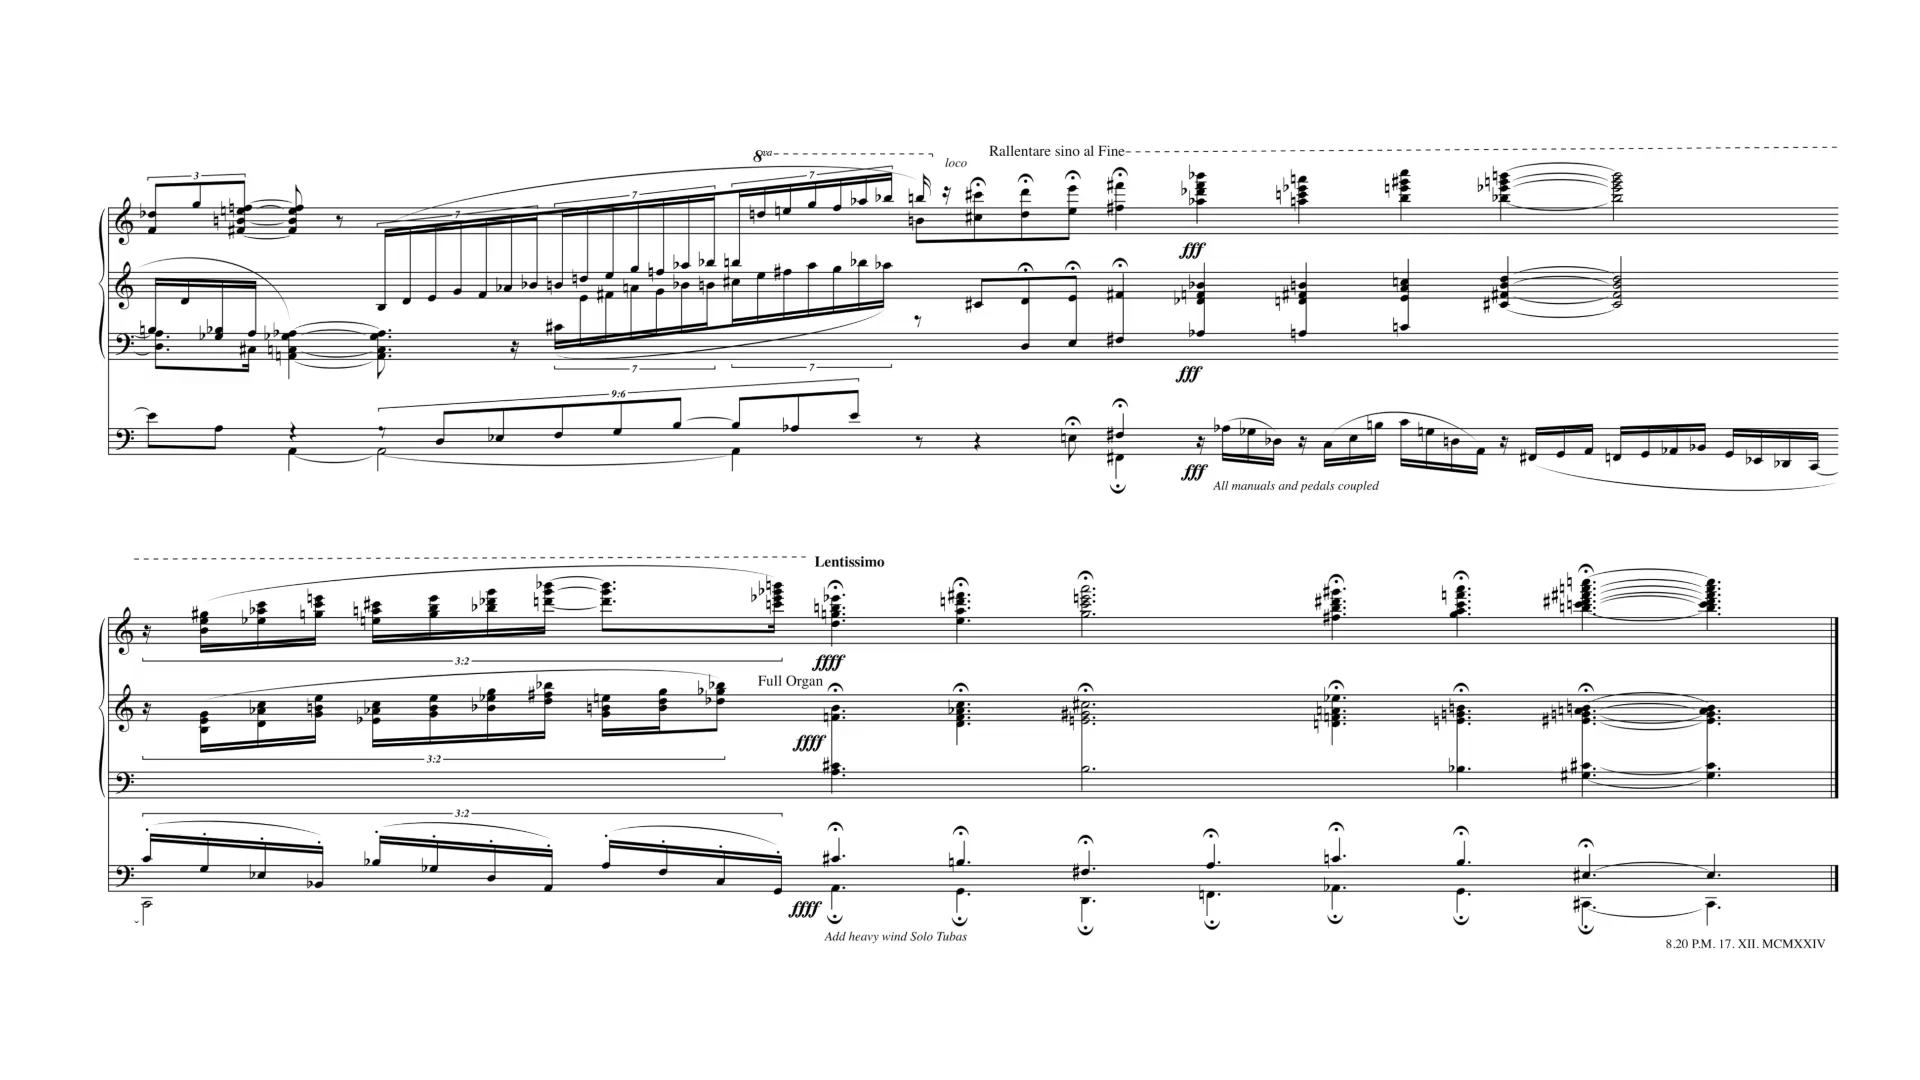 3
7
7
7
8va
loco
Rallentare sino al Fine
fff
7
7
fff
9:6
fff
All manuals and pedals coupled
Lentissimo
3:2
ffff
Full Organ
3:2
ffff
3:2
ffff
Add heavy wind Solo Tubas
8.20 P.M. 17. XII. MCMXXIV